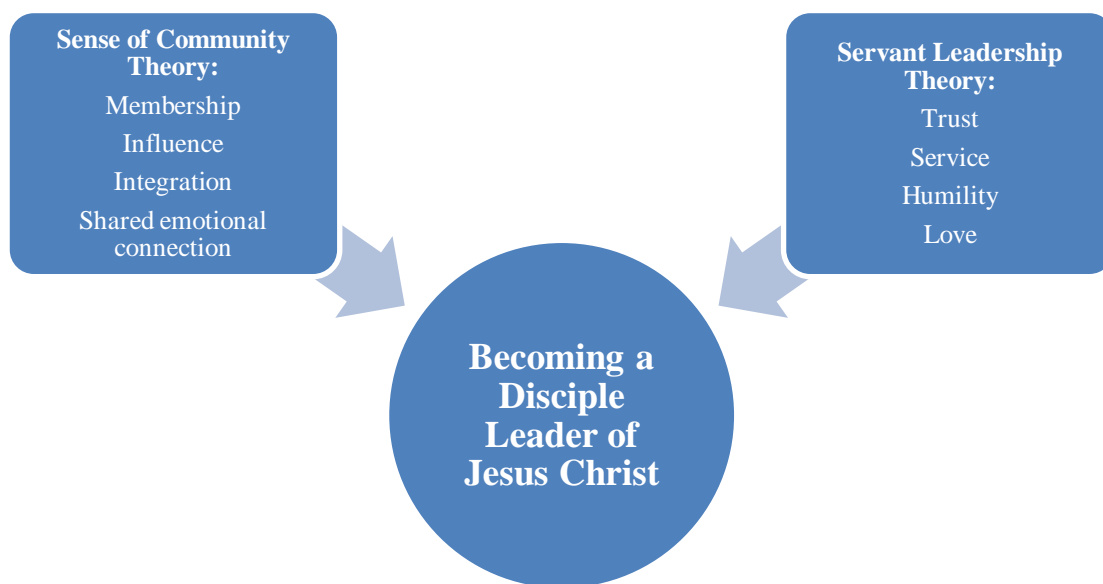 Sense of Community
Theory:
Membership
Influence
Integration
Shared emotional
connection
Servant Leadership
Theory:
Trust
Service
Humility
Love
Becoming a
Disciple
Leader of
Jesus Christ